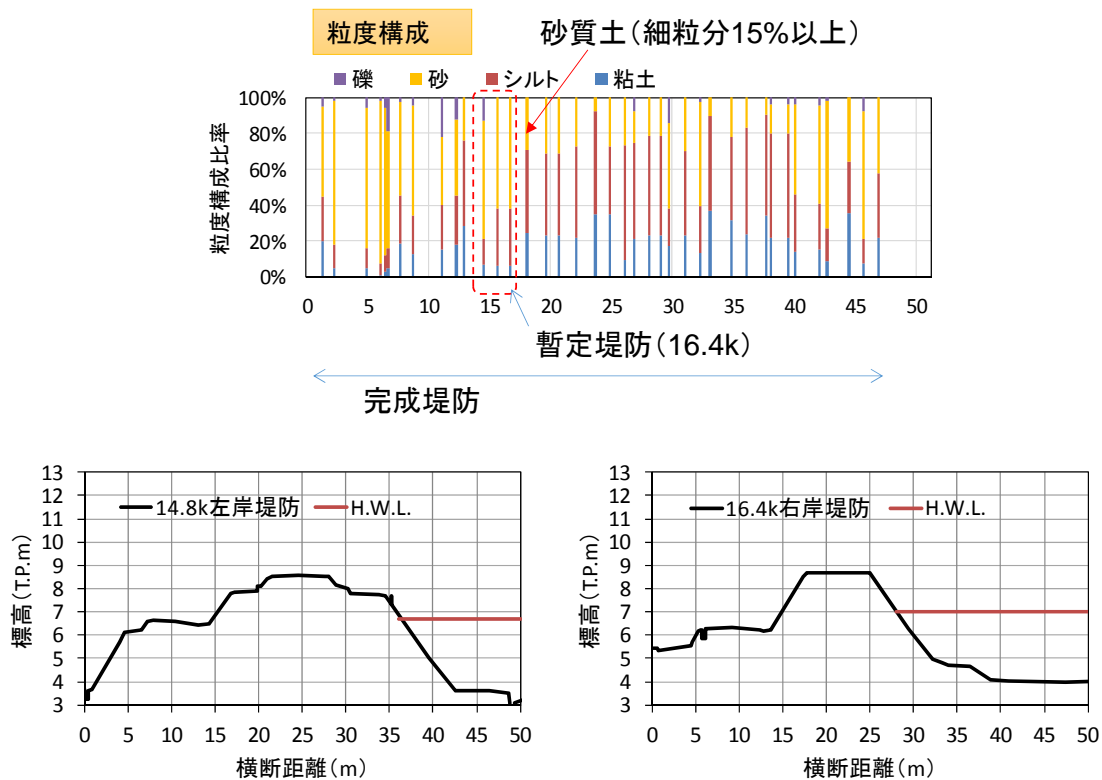 粒度構成
砂質土（細粒分15%以上）
礫 砂 シルト 粘土
粒度構成比率
100%
80%
60%
40%
20%
0%
0 5 10 15 20 25 30 35 40 45 50
暫定堤防（16.4k）
完成堤防
標高（T.P.m）
13
12
11
10
9
8
7
6
5
4
3
14.8k左岸堤防 H.W.L.
0 5 10 15 20 25 30 35 40 45 50
横断距離（m）
標高（T.P.m）
13
12
11
10
9
8
7
6
5
4
3
16.4k右岸堤防 H.W.L.
0 5 10 15 20 25 30 35 40 45 50
横断距離（m）